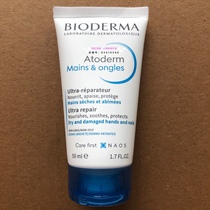 BIODERMA
LABORATOIRE DERMATOLOGIQUE
Atoderm
Mains & ongles
Ultra-réparateur
Nourrit, apaise, protège
Mains sèches et abîmées
Ultra-repair
Nourishes, soothes, protects
Dry and damaged hands and nails
Care first
NAOS
50 ml
1.7 FL.OZ.